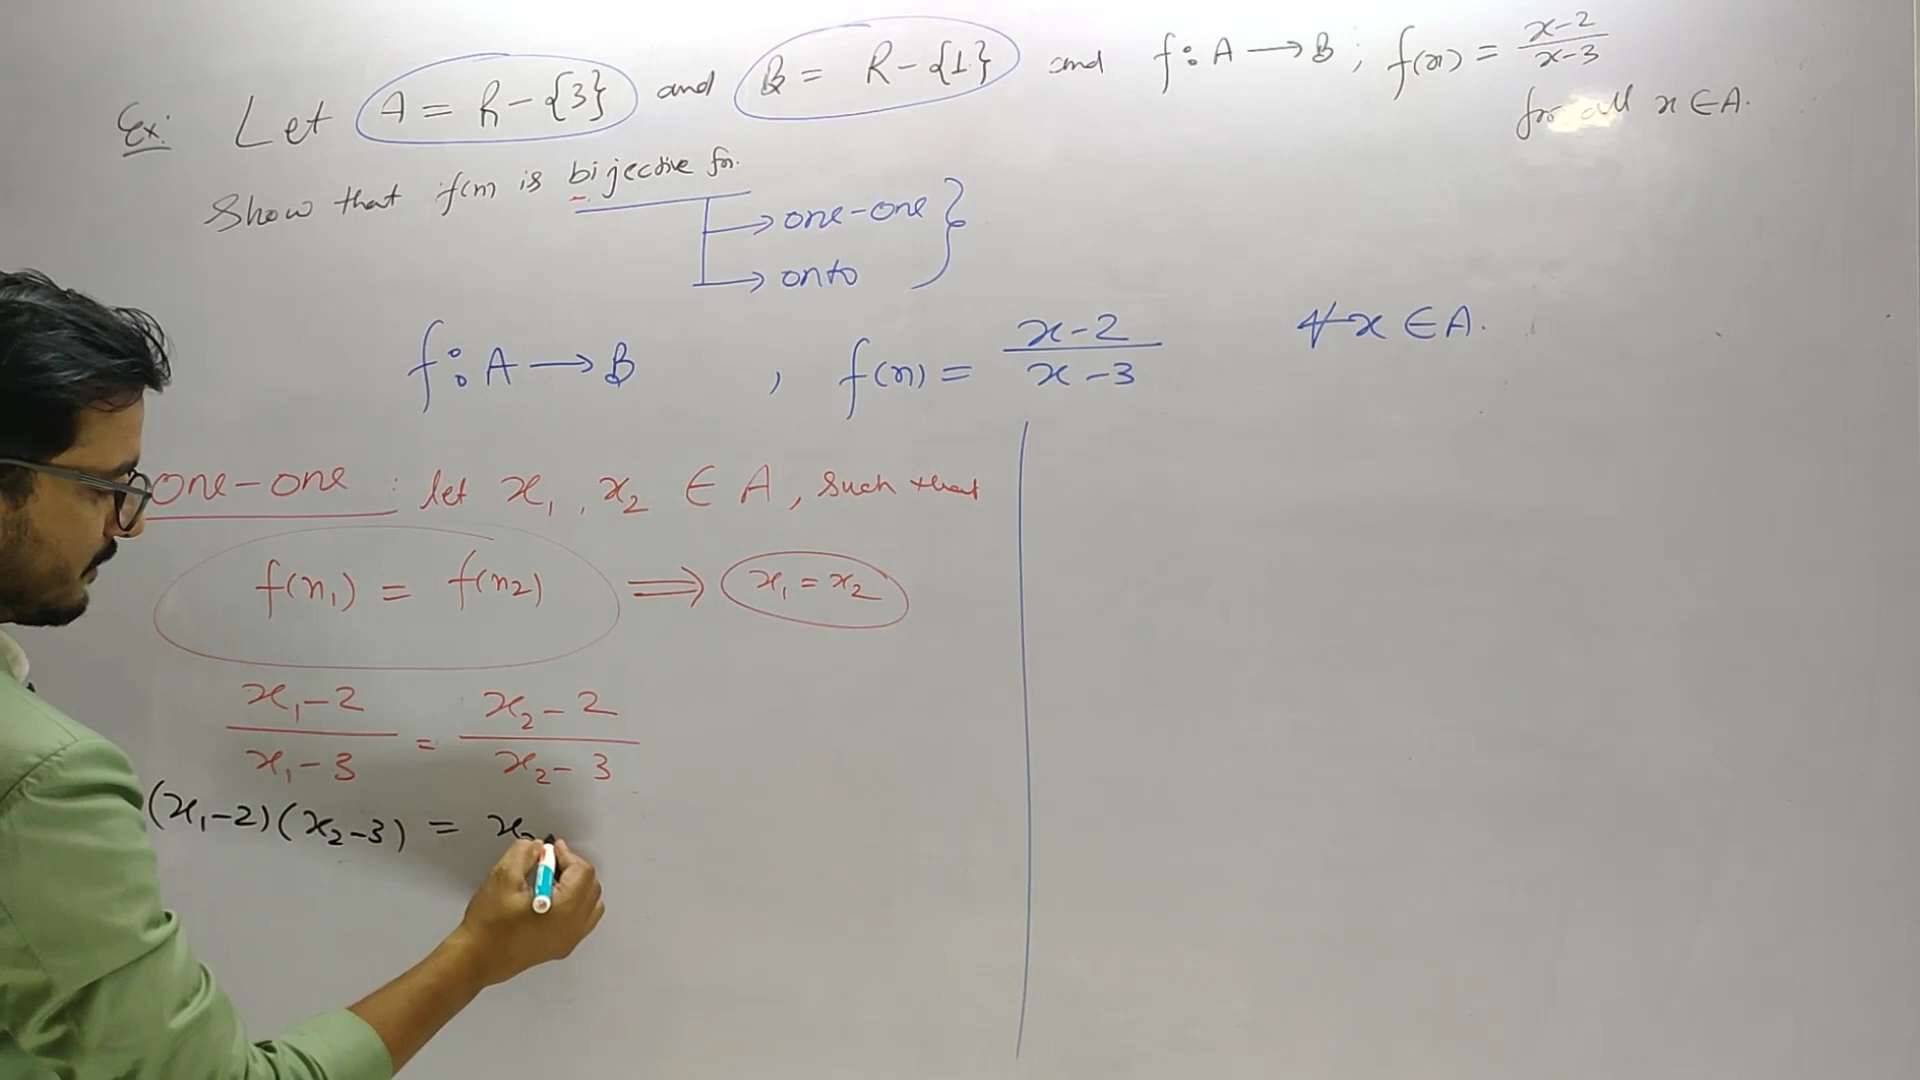 Ex: Let A = R - {3} and B = R - {1} and f: A → B; f(x) = x-2 / x-3
for all x ∈ A.
Show that f(x) is bijective fn.
→ one-one }
→ onto
f: A → B , f(x) = x-2 / x-3 ∀ x ∈ A.
one-one : let x₁, x₂ ∈ A, such that
f(x₁) = f(x₂) ⟹ x₁ = x₂
x₁-2 / x₁-3 = x₂-2 / x₂-3
(x₁-2)(x₂-3) = x₂